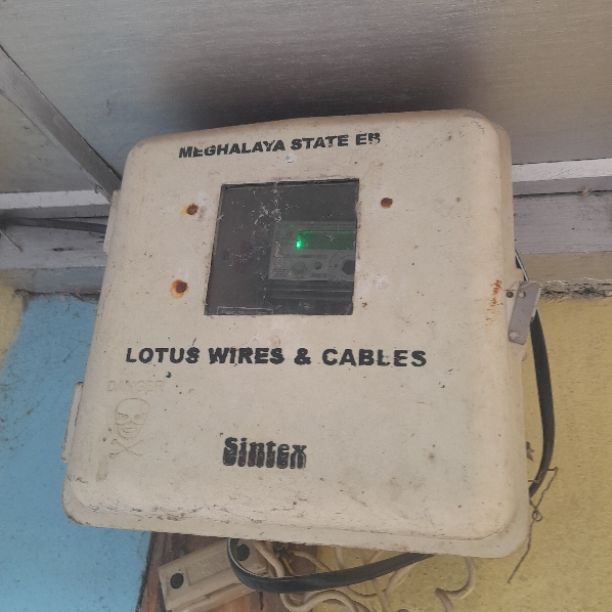 MEGHALAYA STATE EB
LOTUS WIRES & CABLES
DANGER
Sintex